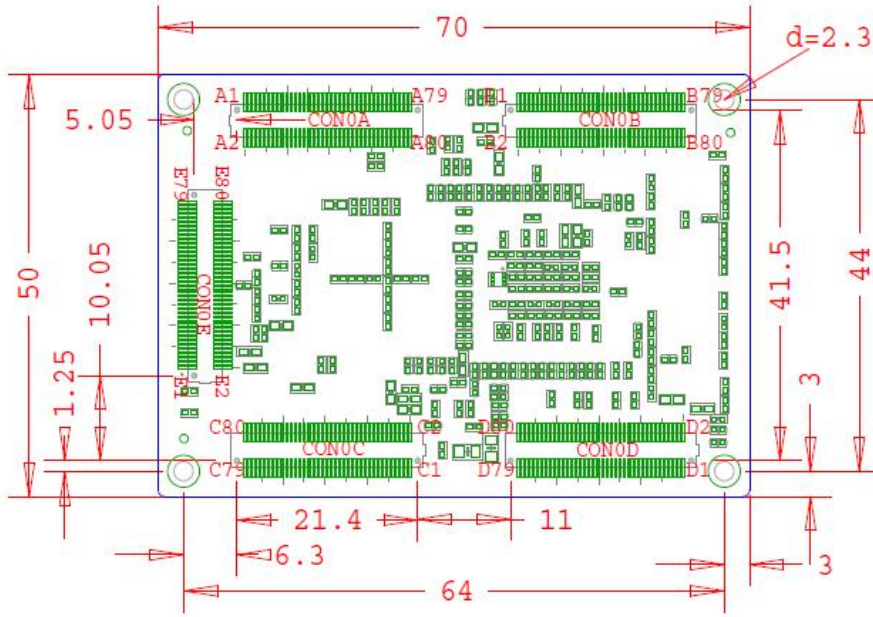 70
d=2.3
A1 A79 B1 B79
CON0A CON0B
A2 A80 B2 B80
5.05
E79 E80
50
10.05
CON0E
41.5
44
1.25
E1 E2
3
C80 C2 D80 D2
CON0C CON0D
C79 C1 D79 D1
21.4 11
6.3
3
64